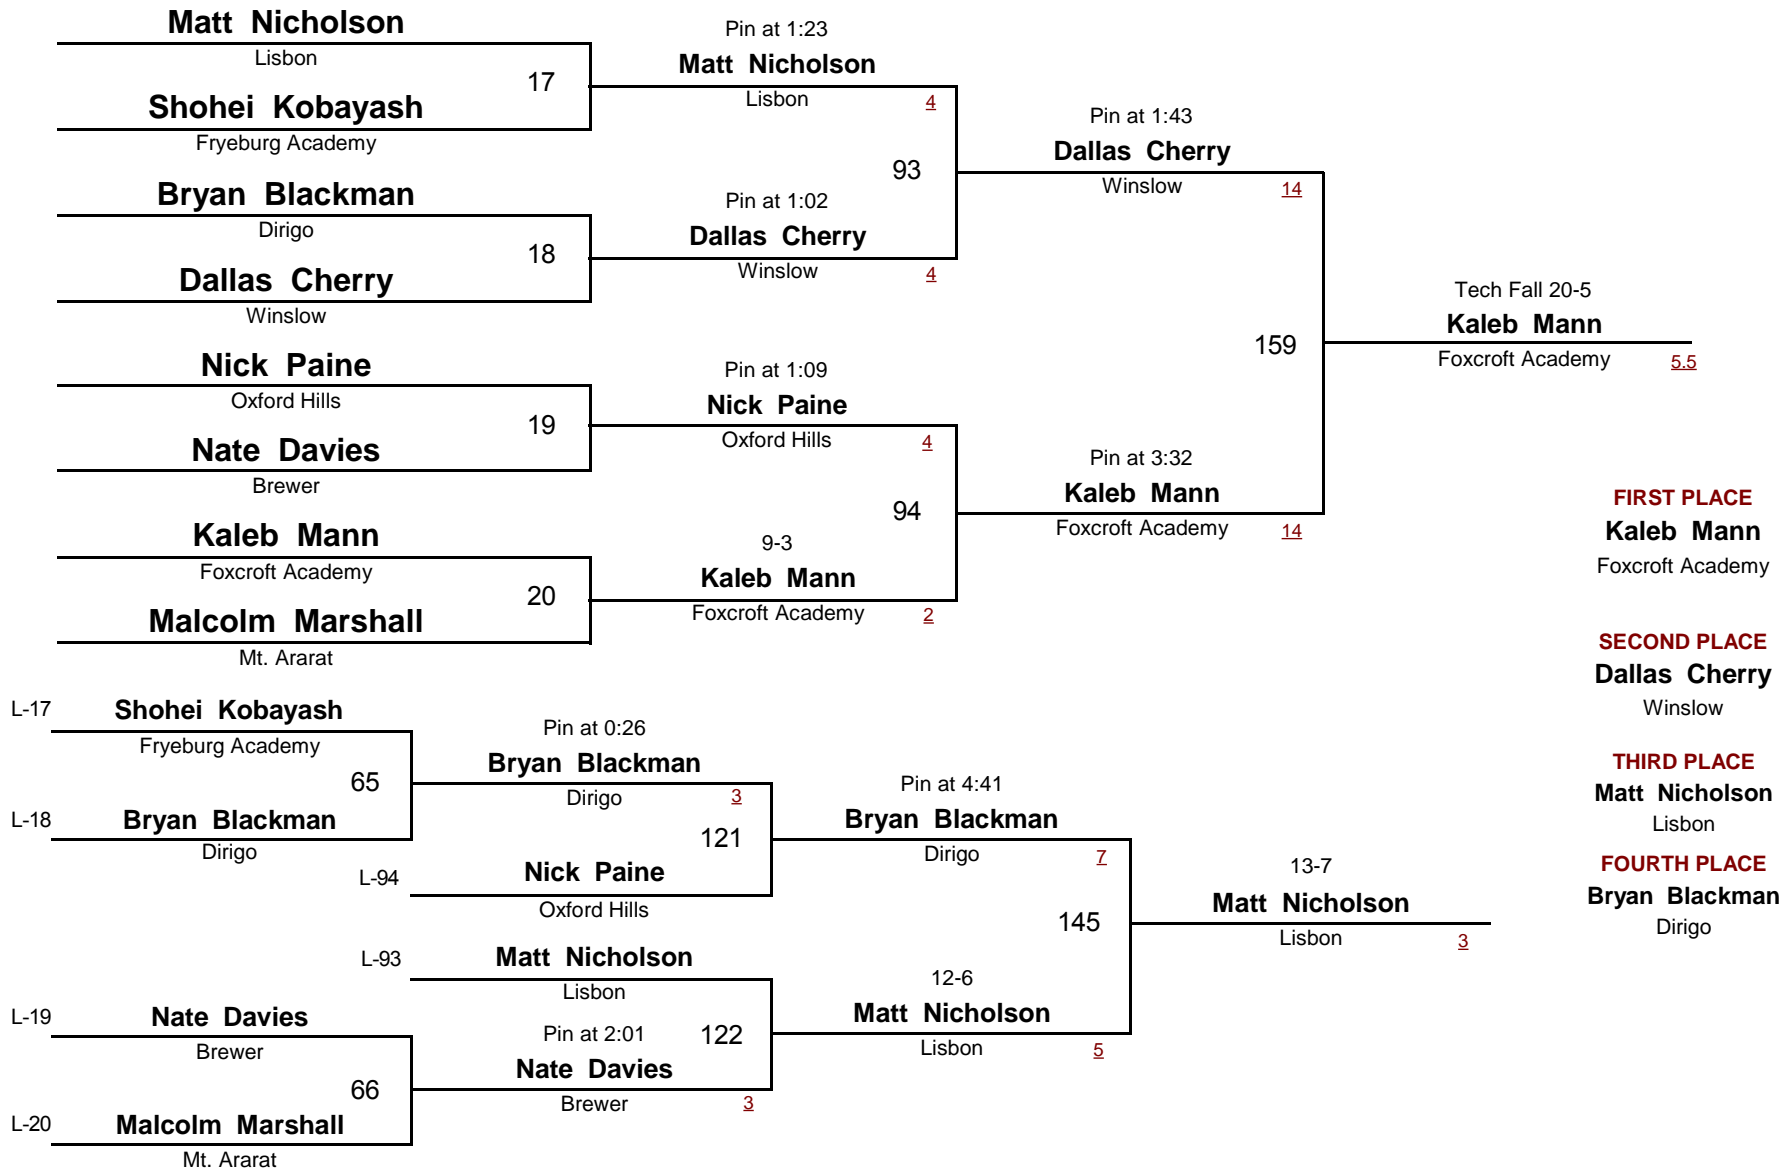 Matt Nicholson
Lisbon
17
Shohei Kobayash
Fryeburg Academy
Bryan Blackman
Dirigo
18
Dallas Cherry
Winslow
Nick Paine
Oxford Hills
19
Nate Davies
Brewer
Kaleb Mann
Foxcroft Academy
20
Malcolm Marshall
Mt. Ararat
Pin at 1:23
Matt Nicholson
Lisbon
4
93
Pin at 1:02
Dallas Cherry
Winslow
4
Pin at 1:09
Nick Paine
Oxford Hills
4
94
9-3
Kaleb Mann
Foxcroft Academy
2
Pin at 1:43
Dallas Cherry
Winslow
14
159
Pin at 3:32
Kaleb Mann
Foxcroft Academy
14
Tech Fall 20-5
Kaleb Mann
Foxcroft Academy
5.5
FIRST PLACE
Kaleb Mann
Foxcroft Academy
SECOND PLACE
Dallas Cherry
Winslow
THIRD PLACE
Matt Nicholson
Lisbon
FOURTH PLACE
Bryan Blackman
Dirigo
L-17
Shohei Kobayash
Fryeburg Academy
65
L-18
Bryan Blackman
Dirigo
L-19
Nate Davies
Brewer
66
L-20
Malcolm Marshall
Mt. Ararat
Pin at 0:26
Bryan Blackman
Dirigo
3
121
L-94
Nick Paine
Oxford Hills
L-93
Matt Nicholson
Lisbon
122
Pin at 2:01
Nate Davies
Brewer
3
Pin at 4:41
Bryan Blackman
Dirigo
7
145
12-6
Matt Nicholson
Lisbon
5
13-7
Matt Nicholson
Lisbon
3